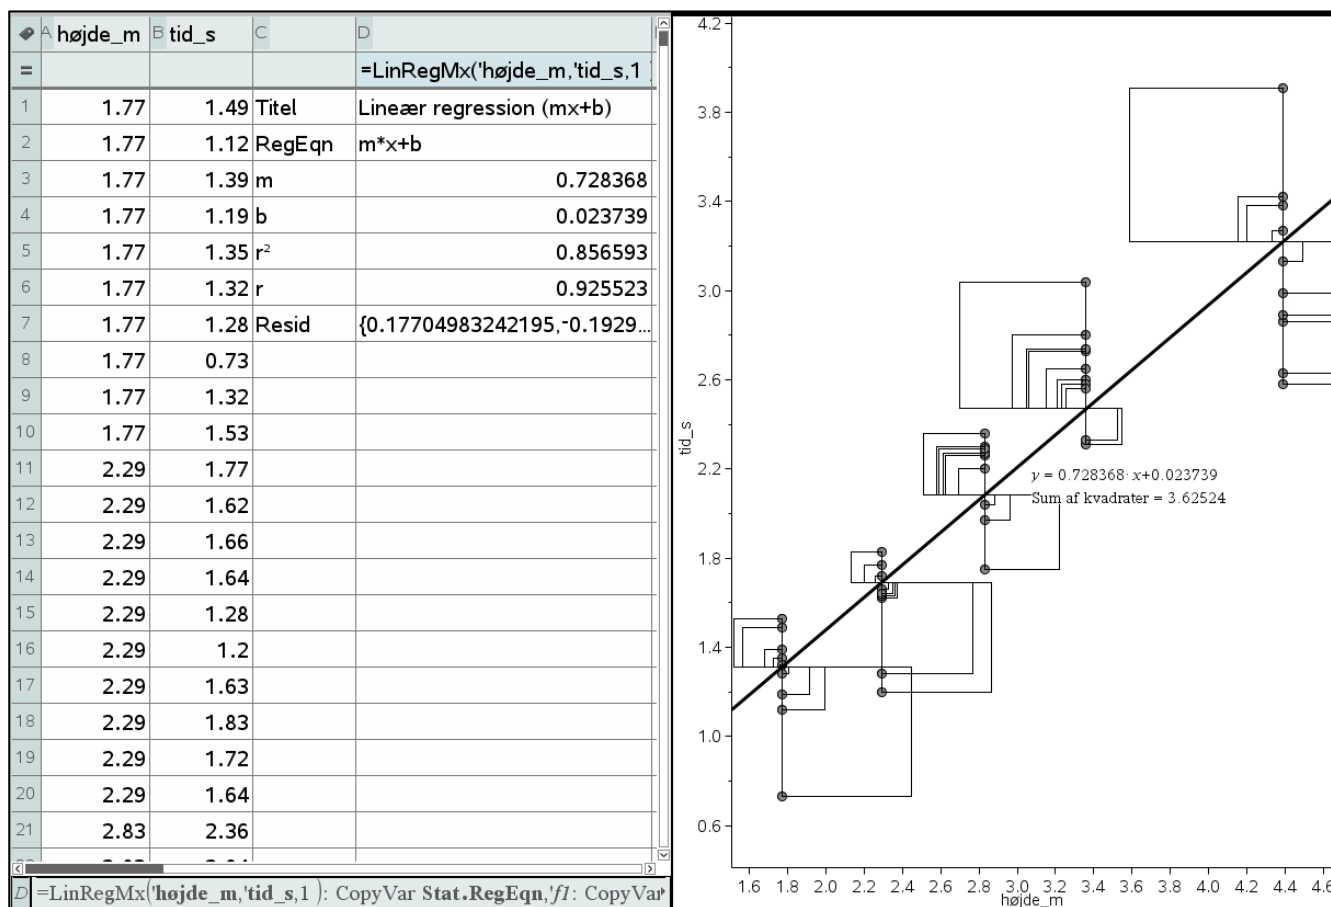 A højde_m B tid_s C D
= =LinRegMx('højde_m,'tid_s,1
1 1.77 1.49 Titel Lineær regression (mx+b)
2 1.77 1.12 RegEqn m*x+b
3 1.77 1.39 m 0.728368
4 1.77 1.19 b 0.023739
5 1.77 1.35 r² 0.856593
6 1.77 1.32 r 0.925523
7 1.77 1.28 Resid {0.17704983242195,-0.1929...
8 1.77 0.73
9 1.77 1.32
10 1.77 1.53
11 2.29 1.77
12 2.29 1.62
13 2.29 1.66
14 2.29 1.64
15 2.29 1.28
16 2.29 1.2
17 2.29 1.63
18 2.29 1.83
19 2.29 1.72
20 2.29 1.64
21 2.83 2.36
D =LinRegMx('højde_m,'tid_s,1 ): CopyVar Stat.RegEqn,'f1: CopyVar
4.2
3.8
3.4
3.0
2.6
2.2
1.8
1.4
1.0
0.6
tid_s
y = 0.728368· x+0.023739
Sum af kvadrater = 3.62524
1.6 2.0 2.2 2.4 2.6 2.8 3.0 3.2 3.4 3.6 3.8 4.0 4.2 4.4 4.6
højde_m